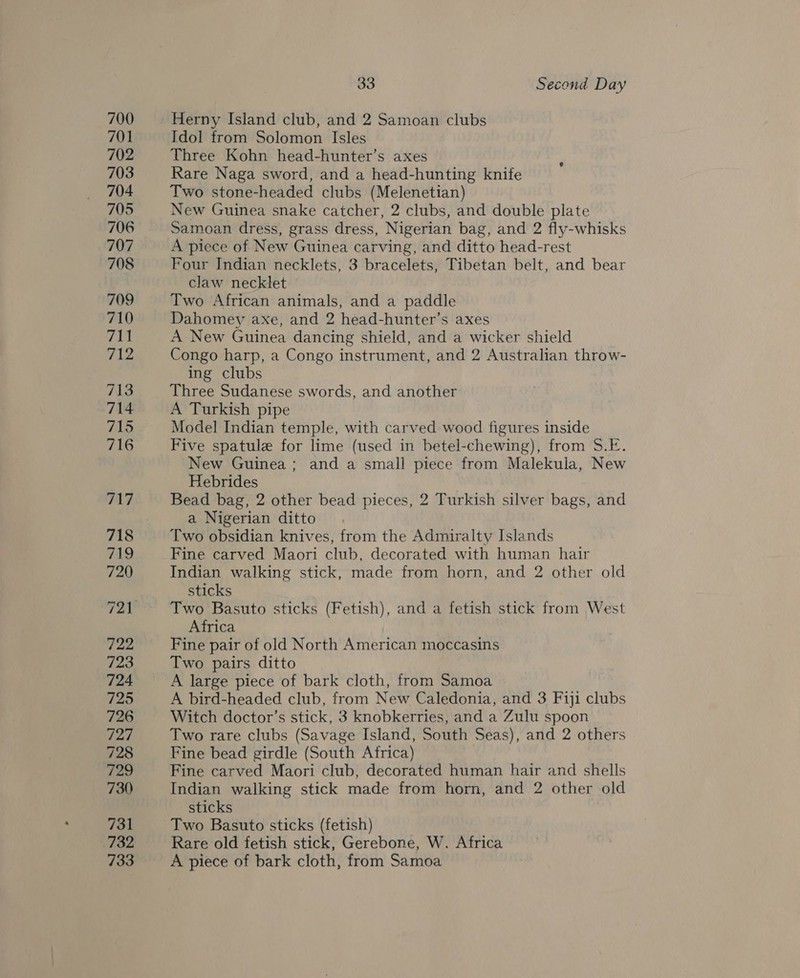 33 Second Day
700 Herny Island club, and 2 Samoan clubs
701 Idol from Solomon Isles
702 Three Kohn head-hunter's axes
703 Rare Naga sword, and a head-hunting knife
704 Two stone-headed clubs (Melenetian)
705 New Guinea snake catcher, 2 clubs, and double plate
706 Samoan dress, grass dress, Nigerian bag, and 2 fly-whisks
707 A piece of New Guinea carving, and ditto head-rest
708 Four Indian necklets, 3 bracelets, Tibetan belt, and bear
claw necklet
709 Two African animals, and a paddle
710 Dahomey axe, and 2 head-hunter's axes
711 A New Guinea dancing shield, and a wicker shield
712 Congo harp, a Congo instrument, and 2 Australian throw-
ing clubs
713 Three Sudanese swords, and another
714 A Turkish pipe
715 Model Indian temple, with carved wood figures inside
716 Five spatulæ for lime (used in betel-chewing), from S.E.
New Guinea ; and a small piece from Malekula, New
Hebrides
717 Bead bag, 2 other bead pieces, 2 Turkish silver bags, and
a Nigerian ditto
718 Two obsidian knives, from the Admiralty Islands
719 Fine carved Maori club, decorated with human hair
720 Indian walking stick, made from horn, and 2 other old
sticks
721 Two Basuto sticks (Fetish), and a fetish stick from West
Africa
722 Fine pair of old North American moccasins
723 Two pairs ditto
724 A large piece of bark cloth, from Samoa
725 A bird-headed club, from New Caledonia, and 3 Fiji clubs
726 Witch doctor's stick, 3 knobkerries, and a Zulu spoon
727 Two rare clubs (Savage Island, South Seas), and 2 others
728 Fine bead girdle (South Africa)
729 Fine carved Maori club, decorated human hair and shells
730 Indian walking stick made from horn, and 2 other old
sticks
731 Two Basuto sticks (fetish)
732 Rare old fetish stick, Gerebone, W. Africa
733 A piece of bark cloth, from Samoa